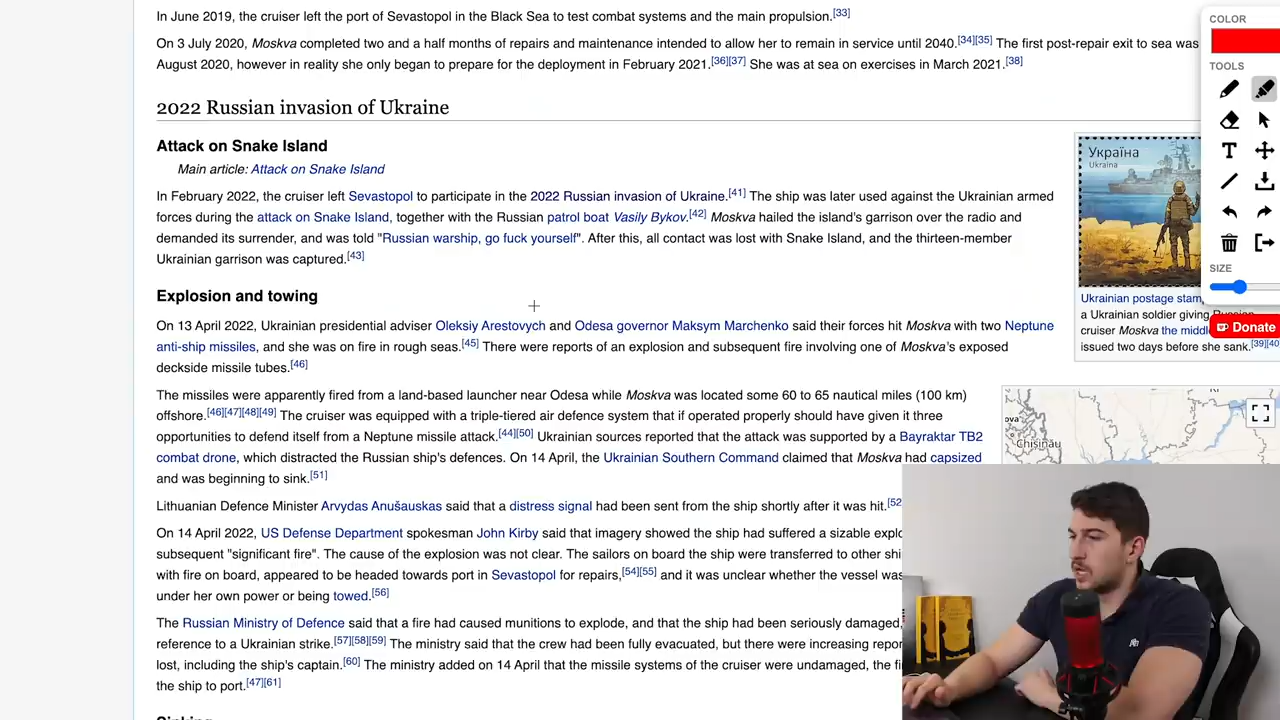 In June 2019, the cruiser left the port of Sevastopol in the Black Sea to test combat systems and the main propulsion.[33]
On 3 July 2020, Moskva completed two and a half months of repairs and maintenance intended to allow her to remain in service until 2040.[34][35] The first post-repair exit to sea was
August 2020, however in reality she only began to prepare for the deployment in February 2021.[36][37] She was at sea on exercises in March 2021.[38]
2022 Russian invasion of Ukraine
Attack on Snake Island
Main article: Attack on Snake Island
In February 2022, the cruiser left Sevastopol to participate in the 2022 Russian invasion of Ukraine.[41] The ship was later used against the Ukrainian armed
forces during the attack on Snake Island, together with the Russian patrol boat Vasily Bykov.[42] Moskva hailed the island's garrison over the radio and
demanded its surrender, and was told "Russian warship, go fuck yourself". After this, all contact was lost with Snake Island, and the thirteen-member
Ukrainian garrison was captured.[43]
Explosion and towing
On 13 April 2022, Ukrainian presidential adviser Oleksiy Arestovych and Odesa governor Maksym Marchenko said their forces hit Moskva with two Neptune
anti-ship missiles, and she was on fire in rough seas.[45] There were reports of an explosion and subsequent fire involving one of Moskva's exposed
deckside missile tubes.[46]
The missiles were apparently fired from a land-based launcher near Odesa while Moskva was located some 60 to 65 nautical miles (100 km)
offshore.[46][47][48][49] The cruiser was equipped with a triple-tiered air defence system that if operated properly should have given it three
opportunities to defend itself from a Neptune missile attack.[44][50] Ukrainian sources reported that the attack was supported by a Bayraktar TB2
combat drone, which distracted the Russian ship's defences. On 14 April, the Ukrainian Southern Command claimed that Moskva had capsized
and was beginning to sink.[51]
Lithuanian Defence Minister Arvydas Anušauskas said that a distress signal had been sent from the ship shortly after it was hit.[52
On 14 April 2022, US Defense Department spokesman John Kirby said that imagery showed the ship had suffered a sizable explo
subsequent "significant fire". The cause of the explosion was not clear. The sailors on board the ship were transferred to other shi
with fire on board, appeared to be headed towards port in Sevastopol for repairs,[54][55] and it was unclear whether the vessel was
under her own power or being towed.[56]
The Russian Ministry of Defence said that a fire had caused munitions to explode, and that the ship had been seriously damaged,
reference to a Ukrainian strike.[57][58][59] The ministry said that the crew had been fully evacuated, but there were increasing repor
lost, including the ship's captain.[60] The ministry added on 14 April that the missile systems of the cruiser were undamaged, the fi
the ship to port.[47][61]
Україна
Ukraina
Ukrainian postage stam
a Ukrainian soldier giving Russian
cruiser Moskva the middl
issued two days before she sank.[39][40
Chișinău
COLOR
TOOLS
T
SIZE
Donate